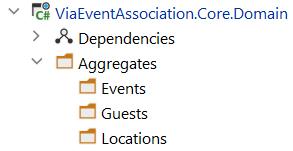 C# ViaEventAssociation.Core.Domain
Dependencies
Aggregates
Events
Guests
Locations